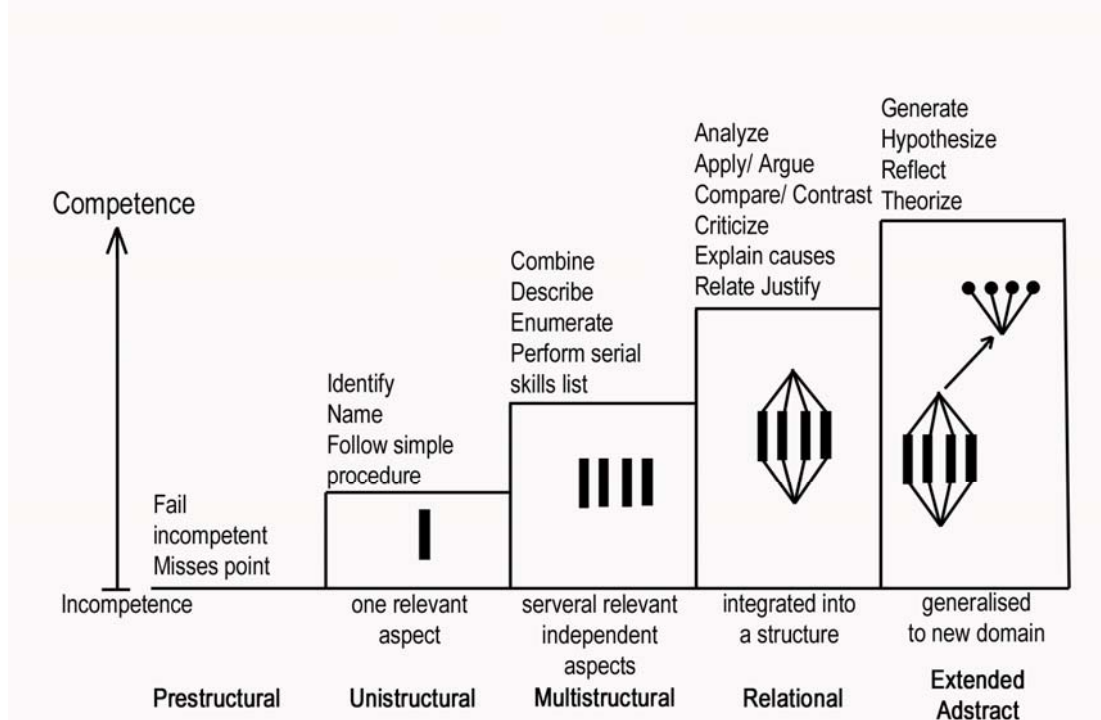 Competence
Incompetence
Fail
incompetent
Misses point
Prestructural
Identify
Name
Follow simple
procedure
one relevant
aspect
Unistructural
Combine
Describe
Enumerate
Perform serial
skills list
serveral relevant
independent
aspects
Multistructural
Analyze
Apply/ Argue
Compare/ Contrast
Criticize
Explain causes
Relate Justify
integrated into
a structure
Relational
Generate
Hypothesize
Reflect
Theorize
generalised
to new domain
Extended
Adstract